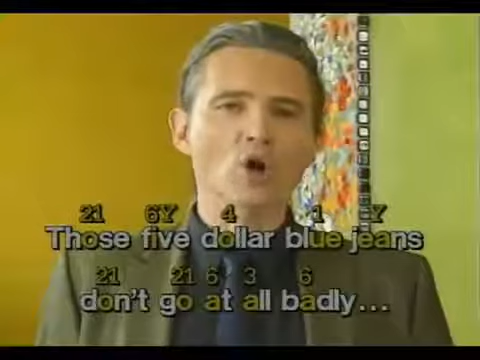 21 6Y 4 1 Y
Those five dollar blue jeans
21 21 6 3 6
don't go at all badly...